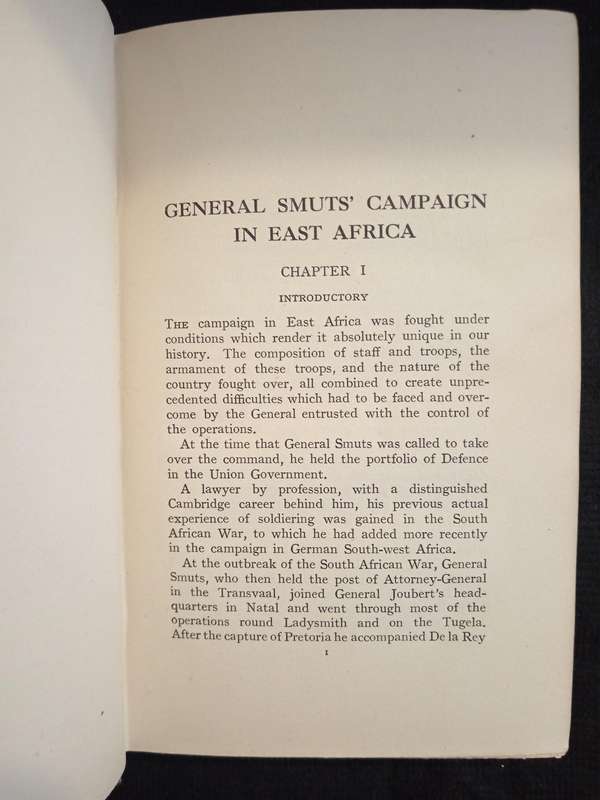 GENERAL SMUTS' CAMPAIGN
IN EAST AFRICA
CHAPTER I
INTRODUCTORY
THE campaign in East Africa was fought under
conditions which render it absolutely unique in our
history. The composition of staff and troops, the
armament of these troops, and the nature of the
country fought over, all combined to create unpre-
cedented difficulties which had to be faced and over-
come by the General entrusted with the control of
the operations.
At the time that General Smuts was called to take
over the command, he held the portfolio of Defence
in the Union Government.
A lawyer by profession, with a distinguished
Cambridge career behind him, his previous actual
experience of soldiering was gained in the South
African War, to which he had added more recently
in the campaign in German South-west Africa.
At the outbreak of the South African War, General
Smuts, who then held the post of Attorney-General
in the Transvaal, joined General Joubert's head-
quarters in Natal and went through most of the
operations round Ladysmith and on the Tugela.
After the capture of Pretoria he accompanied De la Rey
1